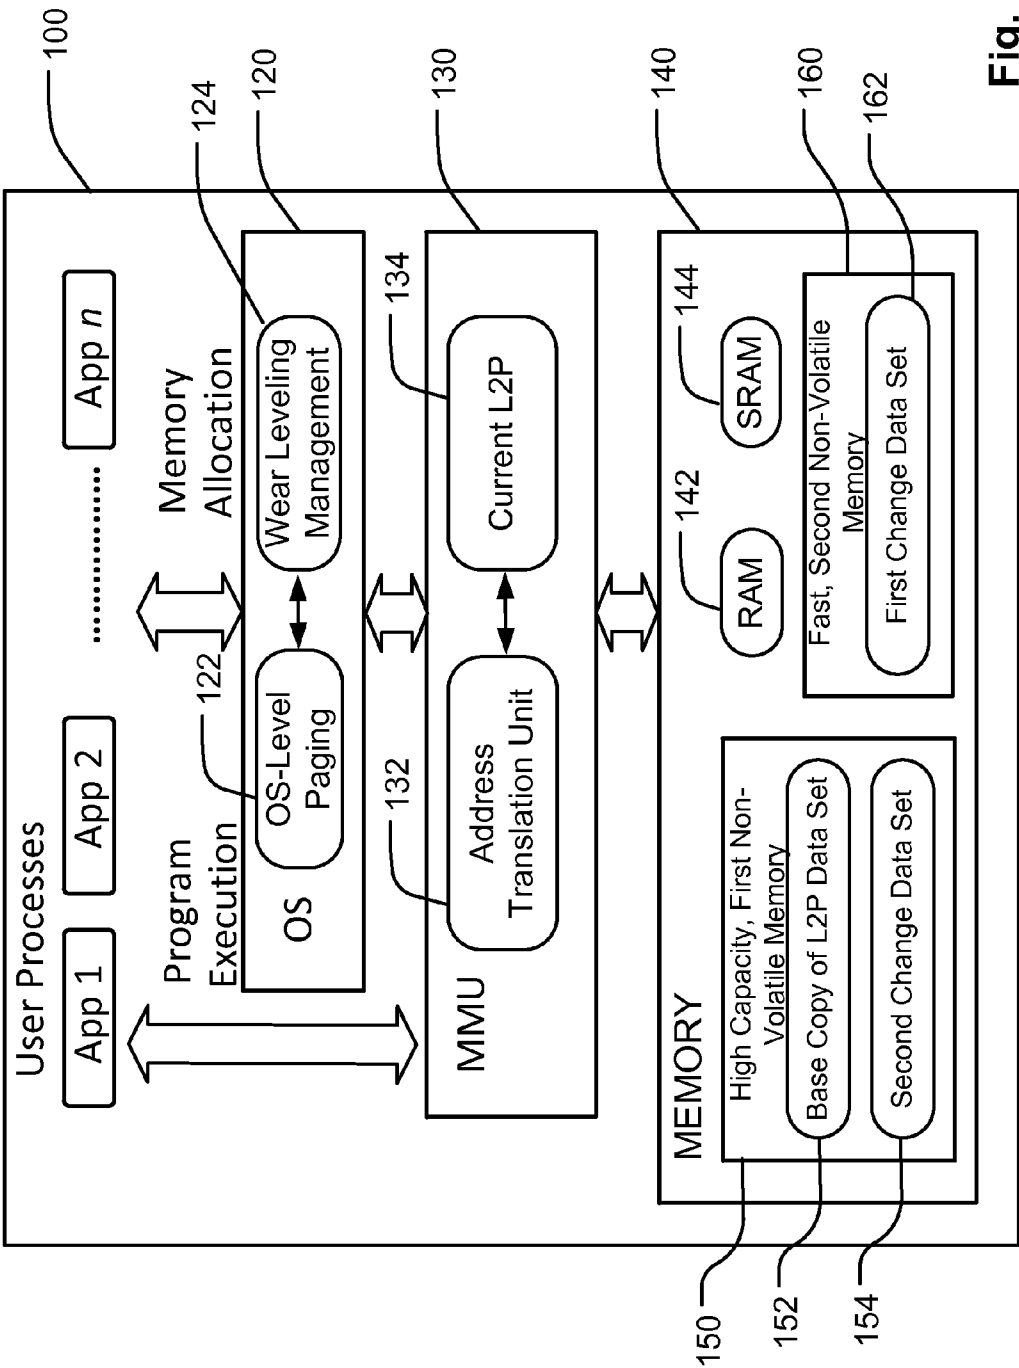 100
User Processes
App 1
App 2
..............
App n
Program
Execution
Memory
Allocation
122
124
120
OS
OS-Level
Paging
Wear Leveling
Management
132
134
130
MMU
Address
Translation Unit
Current L2P
140
MEMORY
142
144
RAM
SRAM
150
High Capacity, First Non-
Volatile Memory
152
Base Copy of L2P Data Set
154
Second Change Data Set
160
Fast, Second Non-Volatile
Memory
162
First Change Data Set
Fig.